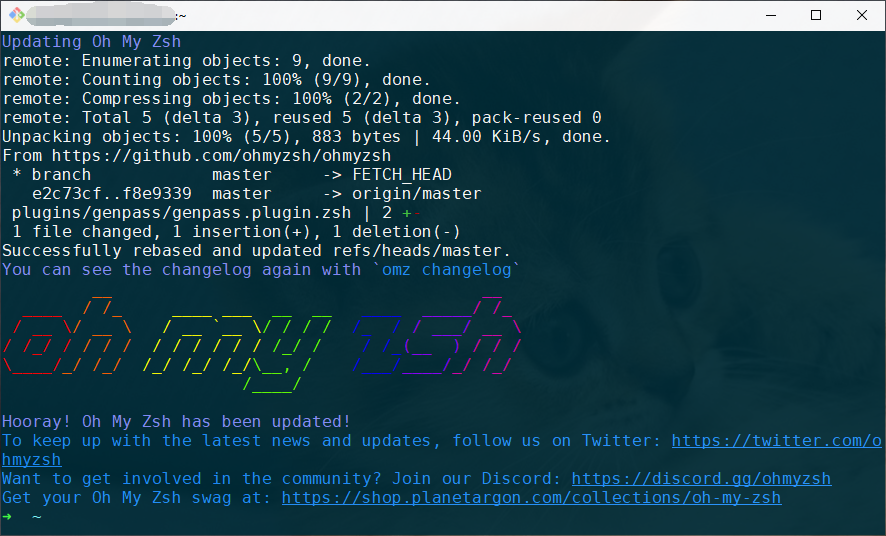 :~
Updating Oh My Zsh
remote: Enumerating objects: 9, done.
remote: Counting objects: 100% (9/9), done.
remote: Compressing objects: 100% (2/2), done.
remote: Total 5 (delta 3), reused 5 (delta 3), pack-reused 0
Unpacking objects: 100% (5/5), 883 bytes | 44.00 KiB/s, done.
From https://github.com/ohmyzsh/ohmyzsh
 * branch            master     -> FETCH_HEAD
   e2c73cf..f8e9339  master     -> origin/master
 plugins/genpass/genpass.plugin.zsh | 2 +-
 1 file changed, 1 insertion(+), 1 deletion(-)
Successfully rebased and updated refs/heads/master.
You can see the changelog again with `omz changelog`
oh my zsh
Hooray! Oh My Zsh has been updated!
To keep up with the latest news and updates, follow us on Twitter: https://twitter.com/o
hmyzsh
Want to get involved in the community? Join our Discord: https://discord.gg/ohmyzsh
Get your Oh My Zsh swag at: https://shop.planetargon.com/collections/oh-my-zsh
➜  ~